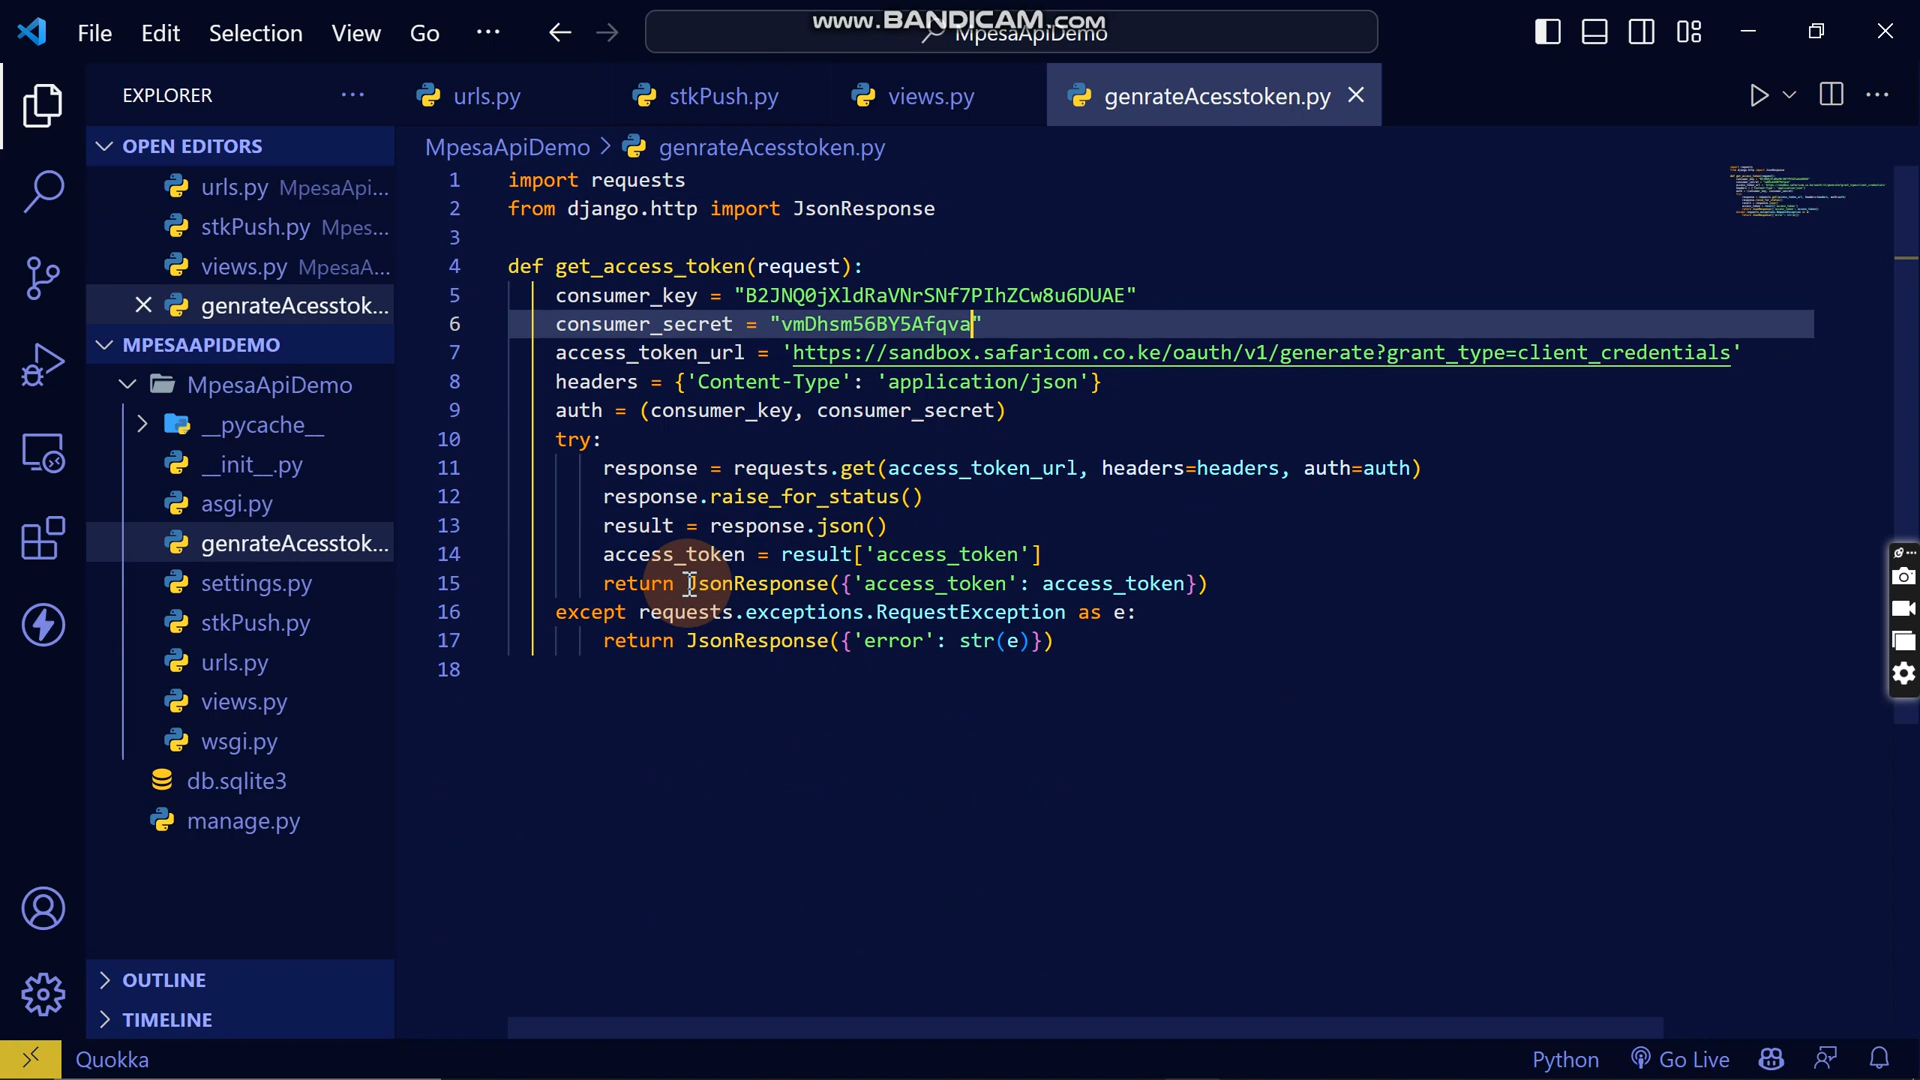 File Edit Selection View Go ... www.BANDICAM.com MpesaApiDemo
EXPLORER ...
urls.py stkPush.py views.py genrateAcesstoken.py
OPEN EDITORS
urls.py MpesaApi...
stkPush.py Mpes...
views.py MpesaA...
genrateAcesstok...
MPESAAPIDEMO
MpesaApiDemo
__pycache__
__init__.py
asgi.py
genrateAcesstok...
settings.py
stkPush.py
urls.py
views.py
wsgi.py
db.sqlite3
manage.py
OUTLINE
TIMELINE
MpesaApiDemo > genrateAcesstoken.py
1 import requests
2 from django.http import JsonResponse
3
4 def get_access_token(request):
5 consumer_key = "B2JNQ0jXldRaVNrSNf7PIhZCw8u6DUAE"
6 consumer_secret = "vmDhsm56BY5Afqva"
7 access_token_url = 'https://sandbox.safaricom.co.ke/oauth/v1/generate?grant_type=client_credentials'
8 headers = {'Content-Type': 'application/json'}
9 auth = (consumer_key, consumer_secret)
10 try:
11 response = requests.get(access_token_url, headers=headers, auth=auth)
12 response.raise_for_status()
13 result = response.json()
14 access_token = result['access_token']
15 return JsonResponse({'access_token': access_token})
16 except requests.exceptions.RequestException as e:
17 return JsonResponse({'error': str(e)})
18
Quokka Python Go Live